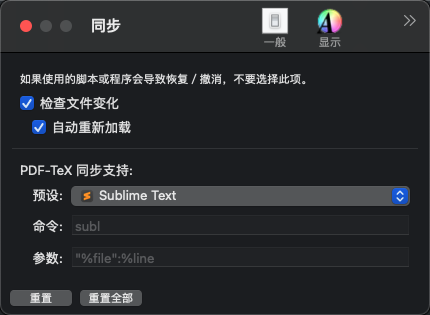 同步
一般
显示
如果使用的脚本或程序会导致恢复 / 撤消，不要选择此项。
检查文件变化
自动重新加载
PDF-TeX 同步支持:
预设: Sublime Text
命令: subl
参数: "%file":%line
重置 重置全部